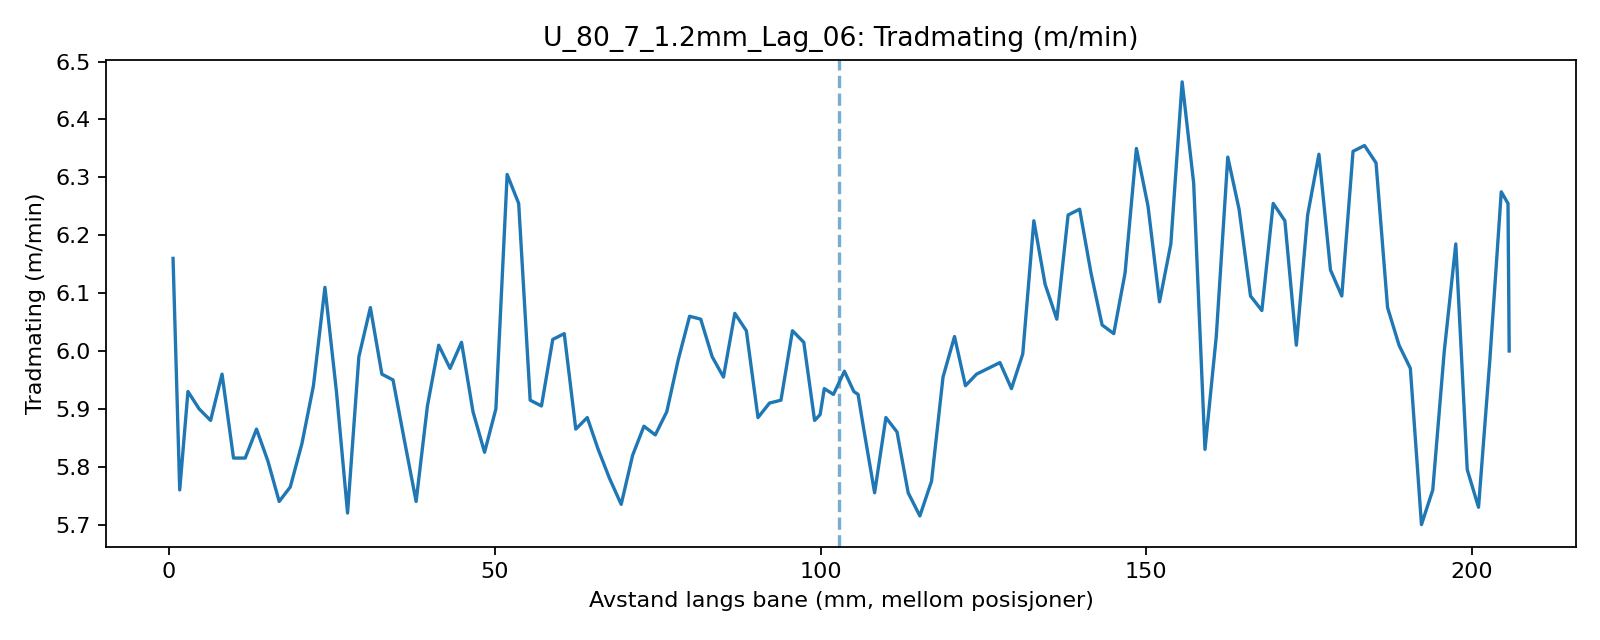 U_80_7_1.2mm_Lag_06: Tradmating (m/min)
Tradmating (m/min)
6.5
6.4
6.3
6.2
6.1
6.0
5.9
5.8
5.7
0 50 100 150 200
Avstand langs bane (mm, mellom posisjoner)